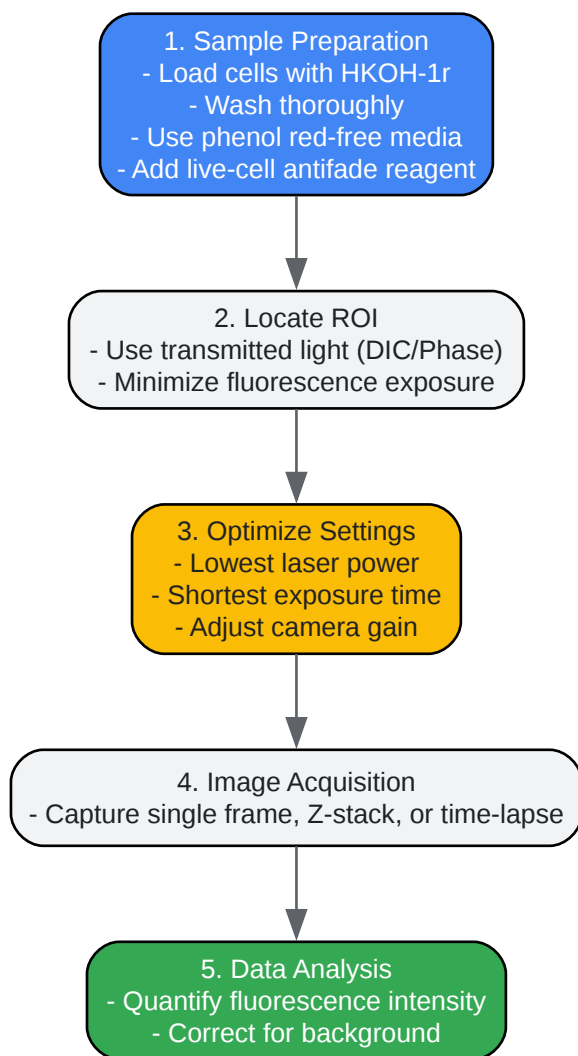 1. Sample Preparation
- Load cells with HKOH-1r
- Wash thoroughly
- Use phenol red-free media
- Add live-cell antifade reagent
2. Locate ROI
- Use transmitted light (DIC/Phase)
- Minimize fluorescence exposure
3. Optimize Settings
- Lowest laser power
- Shortest exposure time
- Adjust camera gain
4. Image Acquisition
- Capture single frame, Z-stack, or time-lapse
5. Data Analysis
- Quantify fluorescence intensity
- Correct for background